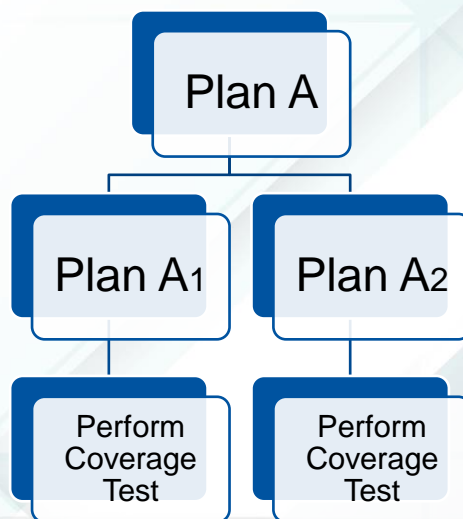 Plan A
Plan A1
Plan A2
Perform
Coverage
Test
Perform
Coverage
Test